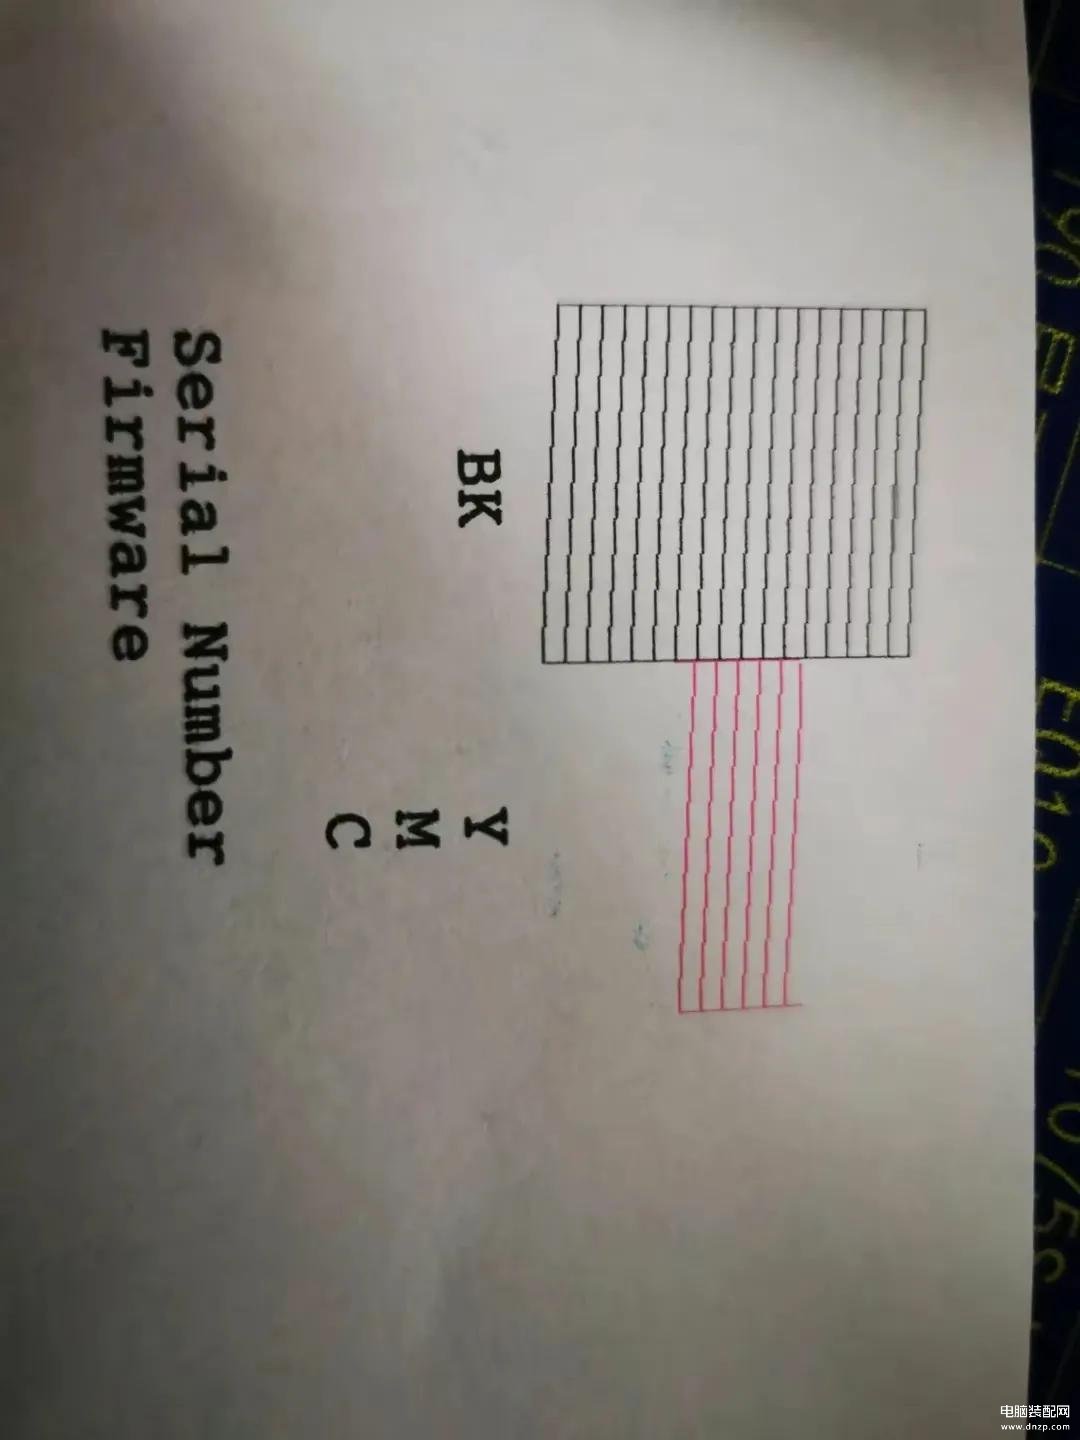 BK
Y
M
C
Serial Number
Firmware
电脑装配网
www.dnzp.com